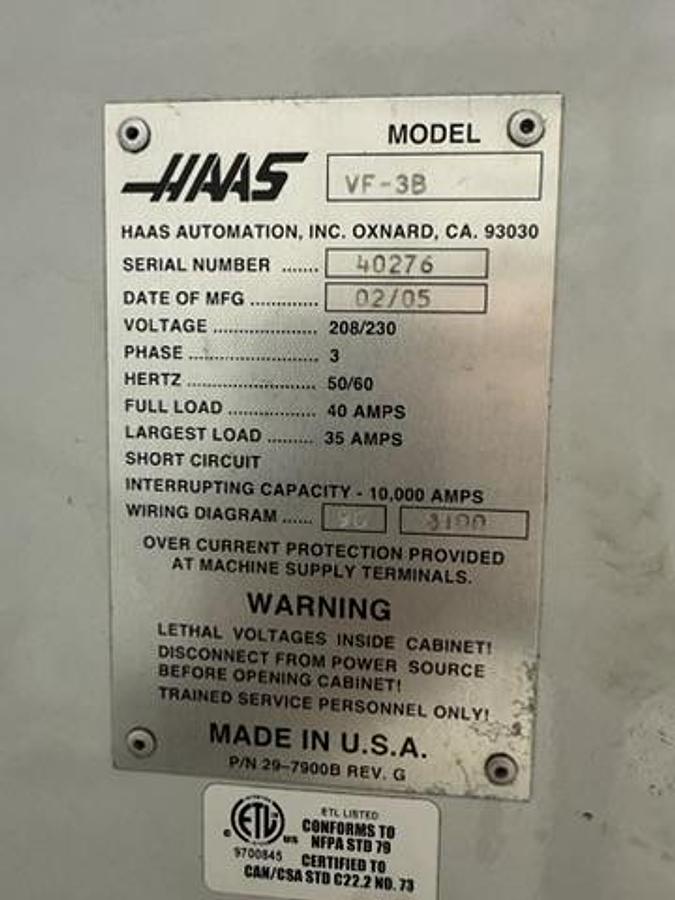 MODEL
HAAS VF-3B
HAAS AUTOMATION, INC. OXNARD, CA. 93030
SERIAL NUMBER ....... 40276
DATE OF MFG ............. 02/05
VOLTAGE .................... 208/230
PHASE ......................... 3
HERTZ ......................... 50/60
FULL LOAD ................. 40 AMPS
LARGEST LOAD ......... 35 AMPS
SHORT CIRCUIT
INTERRUPTING CAPACITY - 10,000 AMPS
WIRING DIAGRAM ......
OVER CURRENT PROTECTION PROVIDED
AT MACHINE SUPPLY TERMINALS.
WARNING
LETHAL VOLTAGES INSIDE CABINET!
DISCONNECT FROM POWER SOURCE
BEFORE OPENING CABINET!
TRAINED SERVICE PERSONNEL ONLY!
MADE IN U.S.A.
P/N 29-7900B REV. G
ETL LISTED
CONFORMS TO
NFPA STD 79
CERTIFIED TO
CAN/CSA STD C22.2 NO. 73
C ETL US
9700845